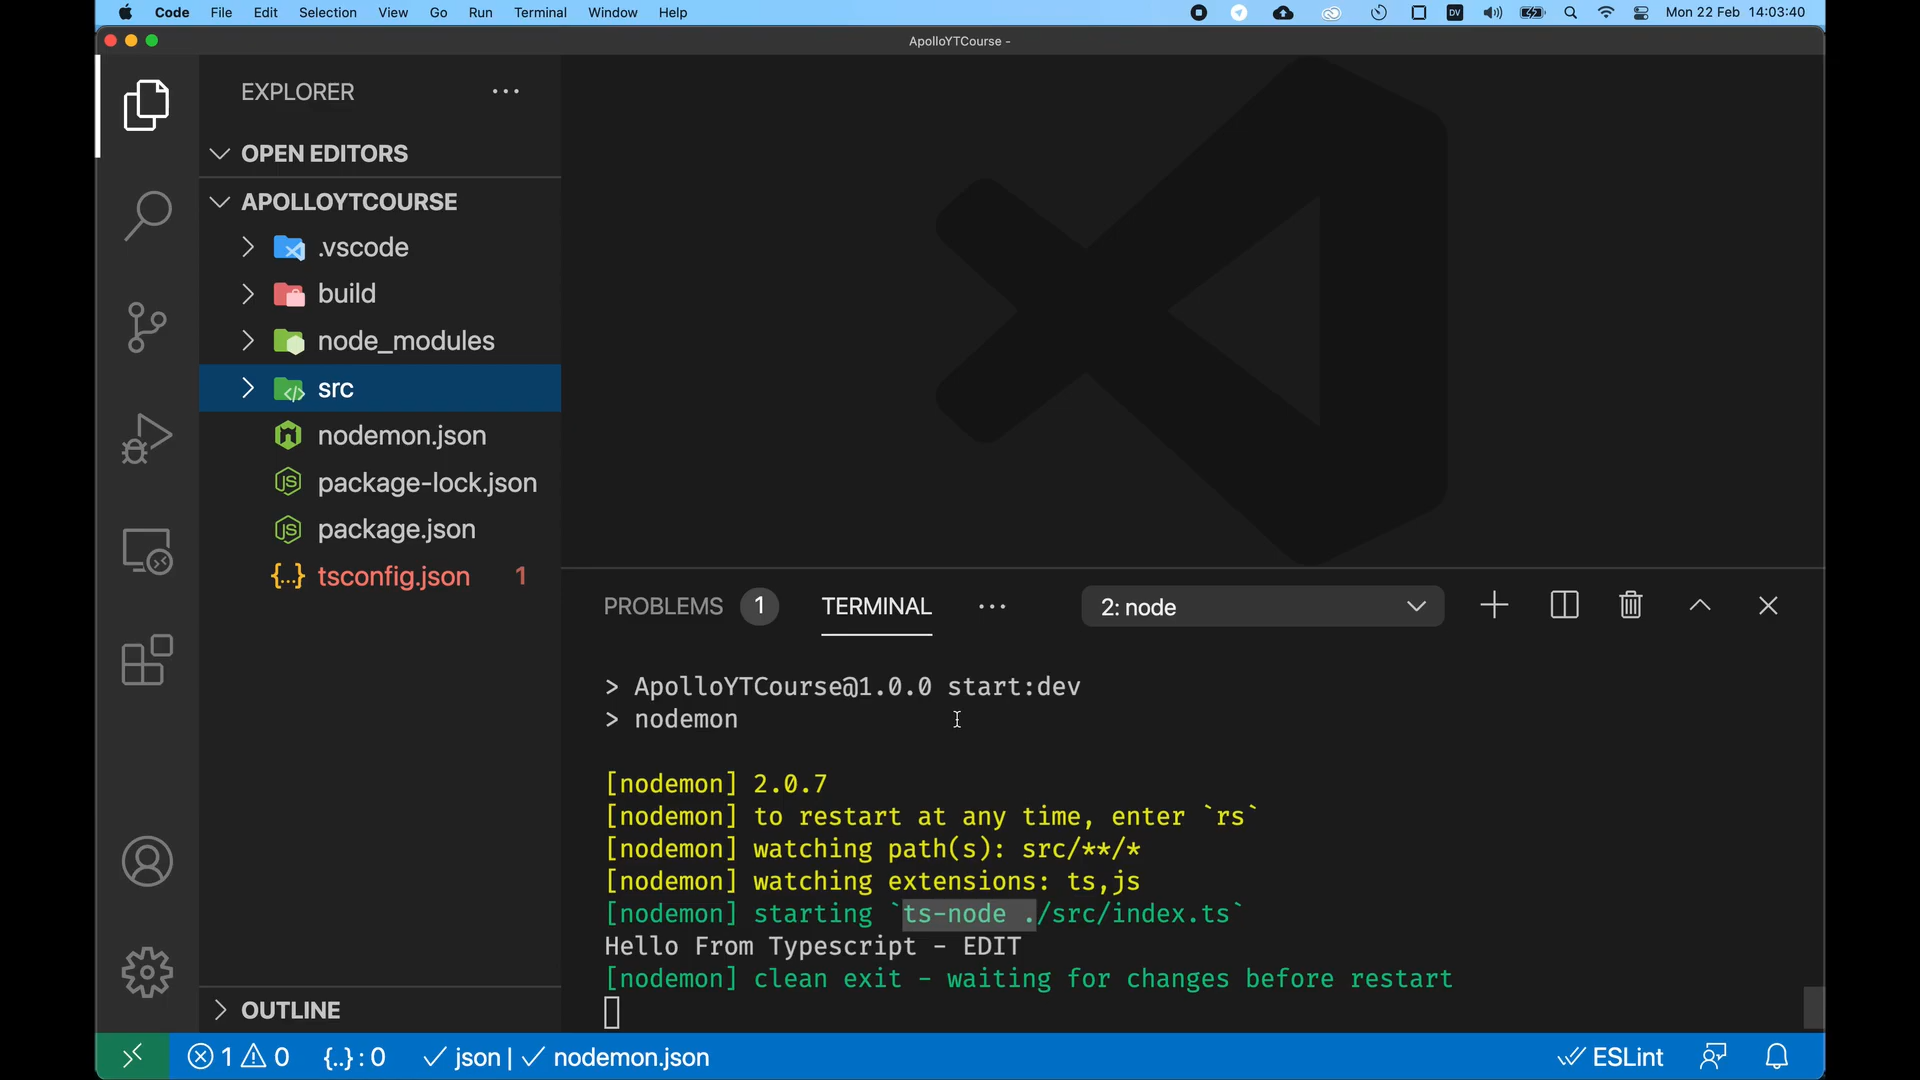 Code File Edit Selection View Go Run Terminal Window Help DV Mon 22 Feb 14:03:40
ApolloYTCourse -
EXPLORER
OPEN EDITORS
APOLLOYTCOURSE
.vscode
build
node_modules
src
nodemon.json
package-lock.json
package.json
{...} tsconfig.json 1
OUTLINE
PROBLEMS 1 TERMINAL ... 2: node
> ApolloYTCourse@1.0.0 start:dev
> nodemon
[nodemon] 2.0.7
[nodemon] to restart at any time, enter `rs`
[nodemon] watching path(s): src/**/*
[nodemon] watching extensions: ts,js
[nodemon] starting `ts-node ./src/index.ts`
Hello From Typescript - EDIT
[nodemon] clean exit - waiting for changes before restart
1 0 {..} : 0 json | nodemon.json ESLint